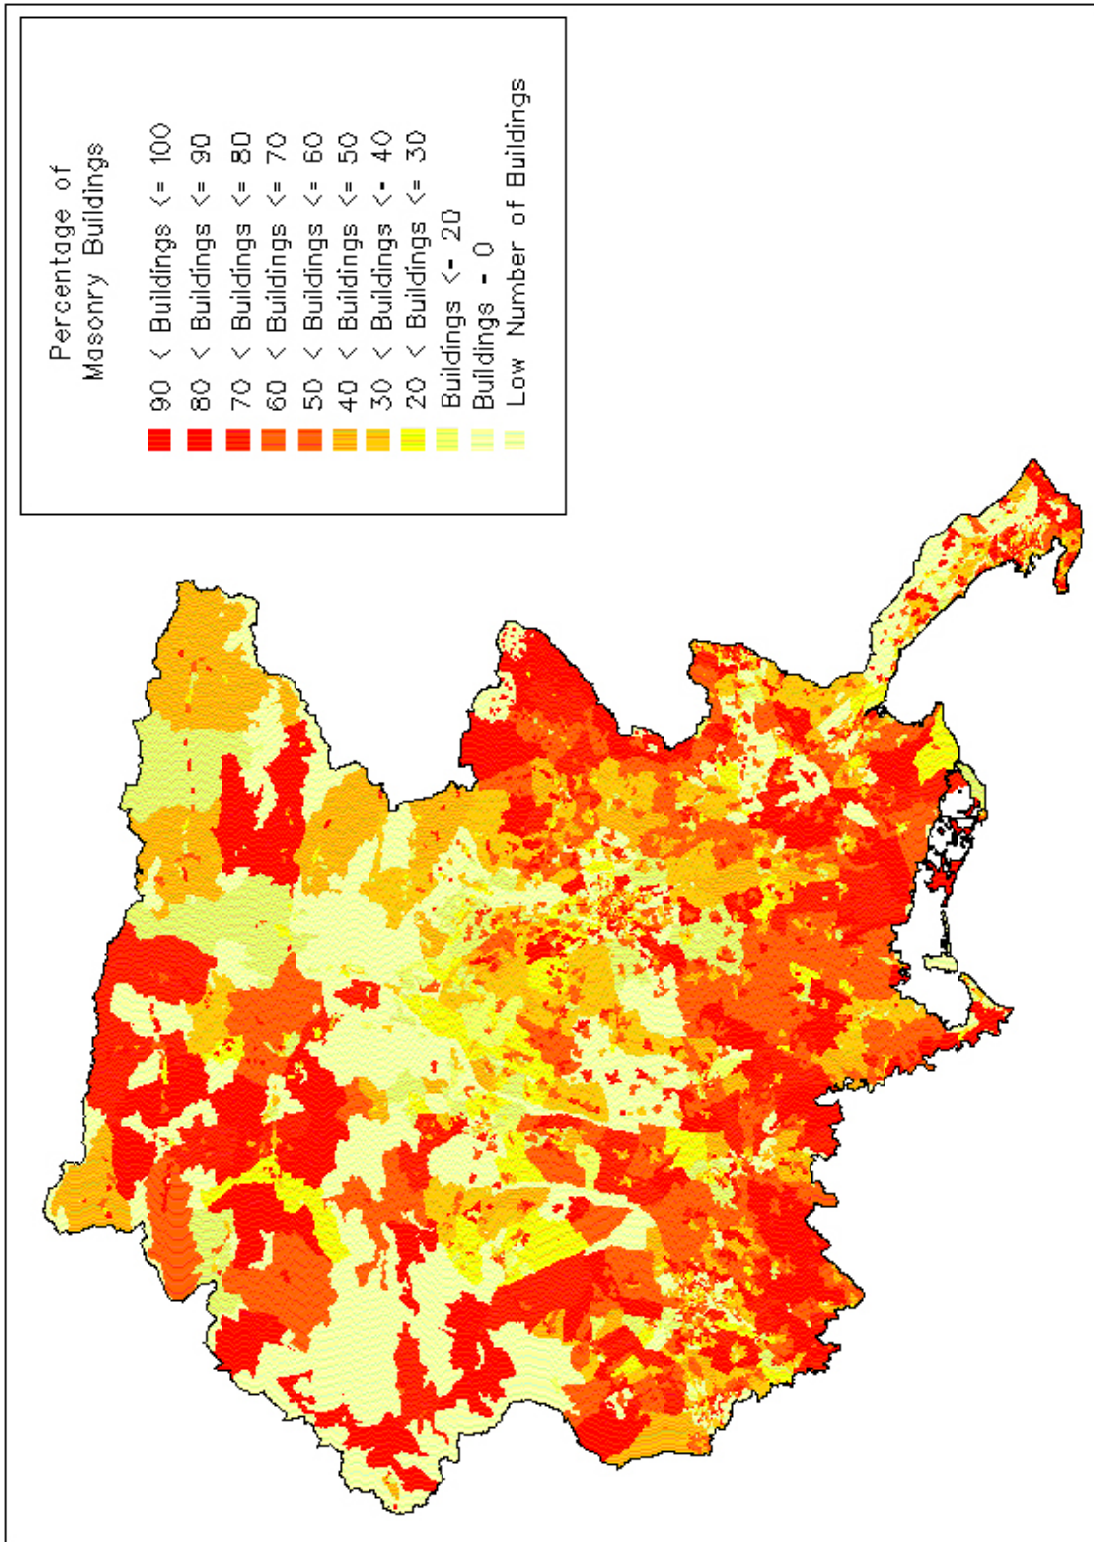 Percentage of
Masonry Buildings
90 < Buildings <= 100
80 < Buildings <= 90
70 < Buildings <= 80
60 < Buildings <= 70
50 < Buildings <= 60
40 < Buildings <= 50
30 < Buildings <- 40
20 < Buildings <= 30
Buildings <- 20
Buildings - 0
Low Number of Buildings